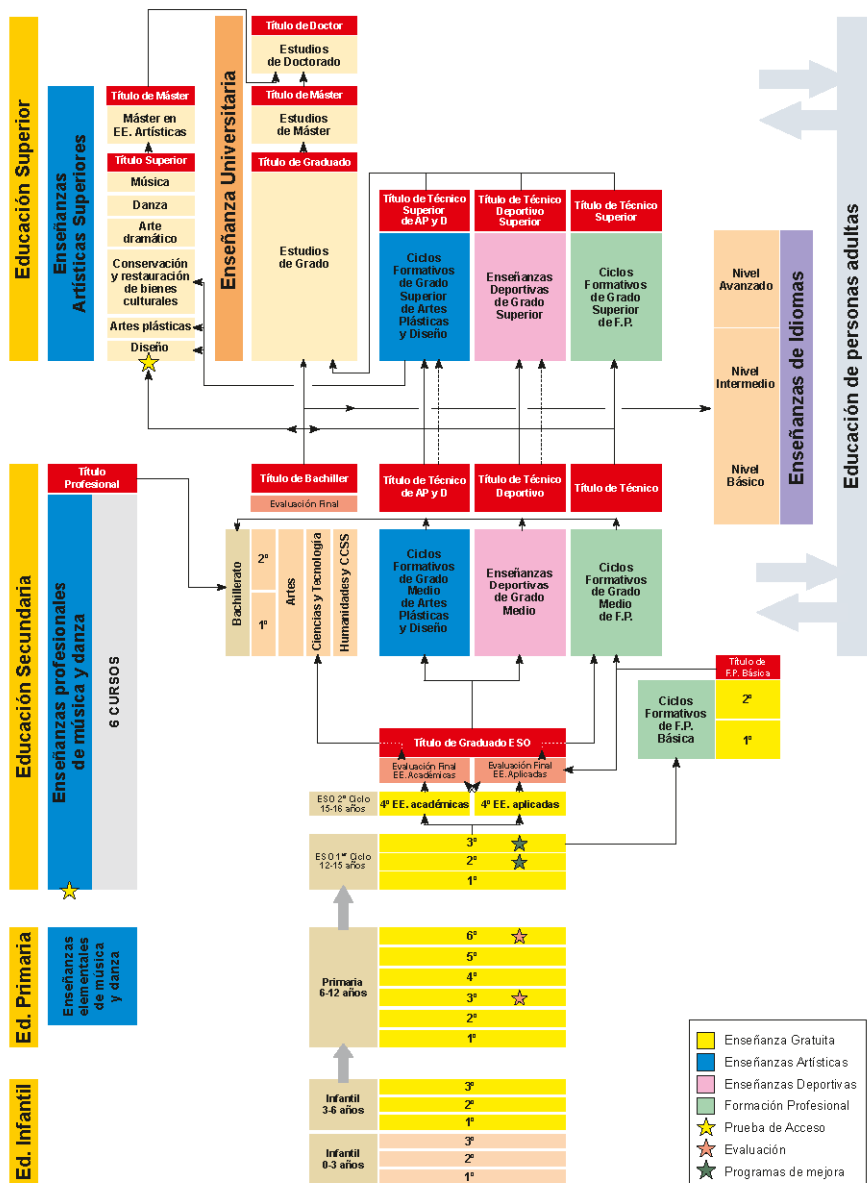 Educación Superior
Enseñanzas
Artísticas Superiores
Título de Máster
Máster en
EE. Artísticas
Título Superior
Música
Danza
Arte
dramático
Conservación
y restauración
de bienes
culturales
Artes plásticas
Diseño
Enseñanza Universitaria
Título de Doctor
Estudios
de Doctorado
Título de Máster
Estudios
de Máster
Título de Graduado
Estudios
de Grado
Título de Técnico
Superior
de AP y D
Ciclos
Formativos
de Grado
Superior
de Artes
Plásticas
y Diseño
Título de Técnico
Deportivo
Superior
Enseñanzas
Deportivas
de Grado
Superior
Título de Técnico
Superior
Ciclos
Formativos
de Grado
Superior
de F.P.
Nivel
Avanzado
Nivel
Intermedio
Nivel
Básico
Enseñanzas de Idiomas
Educación de personas adultas
Educación Secundaria
Título
Profesional
Enseñanzas profesionales
de música y danza
6 CURSOS
Título de Bachiller
Evaluación Final
Bachillerato
2º
1º
Artes
Ciencias y Tecnología
Humanidades y CCSS
Título de Técnico
de AP y D
Ciclos
Formativos
de Grado
Medio
de Artes
Plásticas
y Diseño
Título de Técnico
Deportivo
Enseñanzas
Deportivas
de Grado
Medio
Título de Técnico
Ciclos
Formativos
de Grado
Medio
de F.P.
Título de
F.P. Básica
Ciclos
Formativos
de F.P.
Básica
2º
1º
Título de Graduado ESO
Evaluación Final
EE. Académicas
Evaluación Final
EE. Aplicadas
ESO 2º Ciclo
15-16 años
4º EE. académicas
4º EE. aplicadas
ESO 1er Ciclo
12-15 años
3º
2º
1º
Ed. Primaria
Enseñanzas
elementales
de música
y danza
Primaria
6-12 años
6º
5º
4º
3º
2º
1º
Ed. Infantil
Infantil
3-6 años
3º
2º
1º
Infantil
0-3 años
3º
2º
1º
Enseñanza Gratuita
Enseñanzas Artísticas
Enseñanzas Deportivas
Formación Profesional
Prueba de Acceso
Evaluación
Programas de mejora